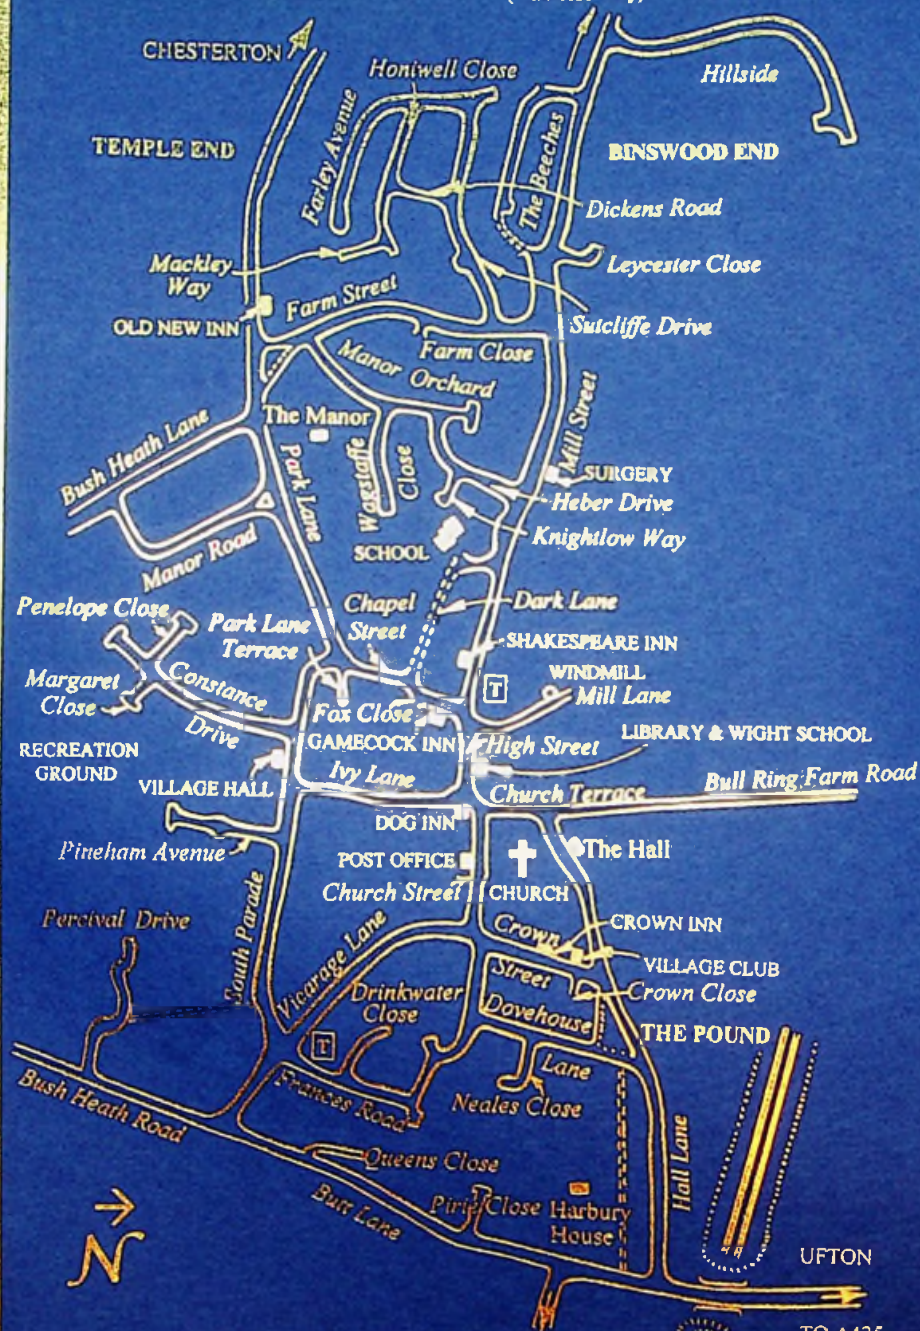 CHESTERTON
Honiwell Close
Hillside
Farley Avenue
TEMPLE END
The Beeches
BINSWOOD END
Dickens Road
Mackley
Way
Leycester Close
Farm Street
OLD NEW INN
Sutcliffe Drive
Farm Close
Manor Orchard
Mill Street
The Manor
Bush Heath Lane
Park Lane
Wagstaffe
Close
SURGERY
Heber Drive
Knightlow Way
SCHOOL
Manor Road
Penelope Close
Park Lane
Terrace
Chapel
Street
Dark Lane
SHAKESPEARE INN
WINDMILL
Mill Lane
T
Margaret
Close
Constance
Drive
Fox Close
GAMECOCK INN
High Street
LIBRARY & WIGHT SCHOOL
RECREATION
GROUND
VILLAGE HALL
Ivy Lane
Church Terrace
Bull Ring Farm Road
DOG INN
Pineham Avenue
POST OFFICE
The Hall
Church Street
CHURCH
Percival Drive
South Parade
Vicarage Lane
Crown
Street
CROWN INN
VILLAGE CLUB
Crown Close
Drinkwater
Close
Dovehouse
Lane
THE POUND
T
Frances Road
Neales Close
Bush Heath Road
Queens Close
Butt Lane
Pirie Close
Harbury
House
Hall Lane
N
UFTON